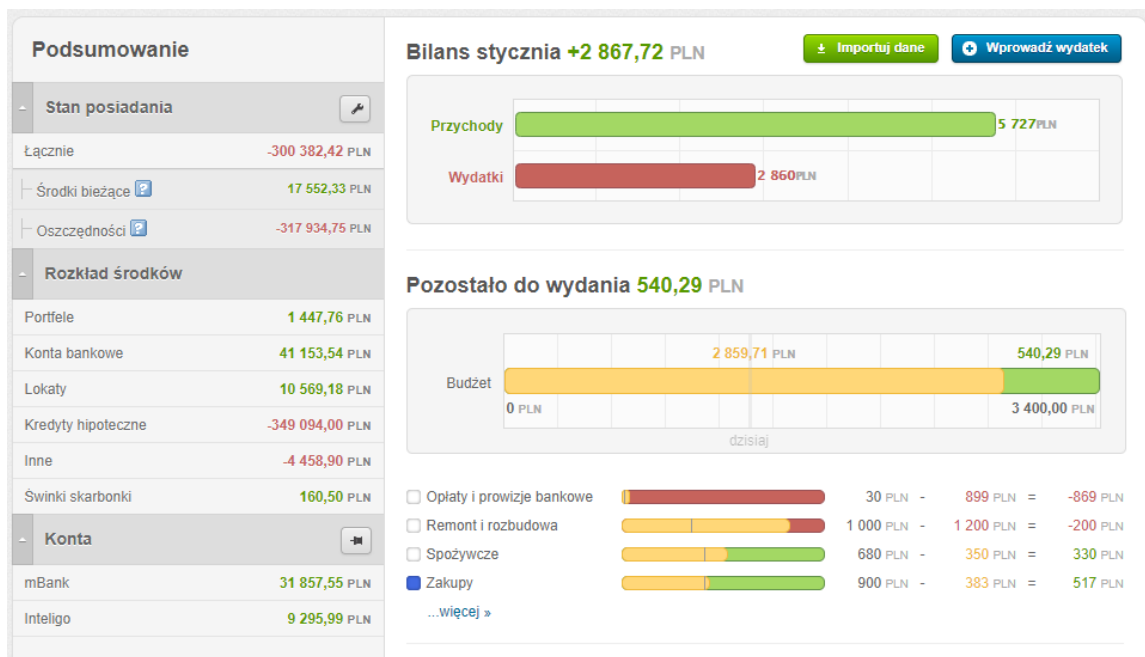 Podsumowanie
Stan posiadania
Łącznie -300 382,42 PLN
Środki bieżące ? 17 552,33 PLN
Oszczędności ? -317 934,75 PLN
Rozkład środków
Portfele 1 447,76 PLN
Konta bankowe 41 153,54 PLN
Lokaty 10 569,18 PLN
Kredyty hipoteczne -349 094,00 PLN
Inne -4 458,90 PLN
Świnki skarbonki 160,50 PLN
Konta
mBank 31 857,55 PLN
Inteligo 9 295,99 PLN
Bilans stycznia +2 867,72 PLN
Importuj dane
Wprowadź wydatek
Przychody 5 727PLN
Wydatki 2 860PLN
Pozostało do wydania 540,29 PLN
2 859,71 PLN 540,29 PLN
Budżet
0 PLN 3 400,00 PLN
dzisiaj
Opłaty i prowizje bankowe 30 PLN - 899 PLN = -869 PLN
Remont i rozbudowa 1 000 PLN - 1 200 PLN = -200 PLN
Spożywcze 680 PLN - 350 PLN = 330 PLN
Zakupy 900 PLN - 383 PLN = 517 PLN
...więcej »